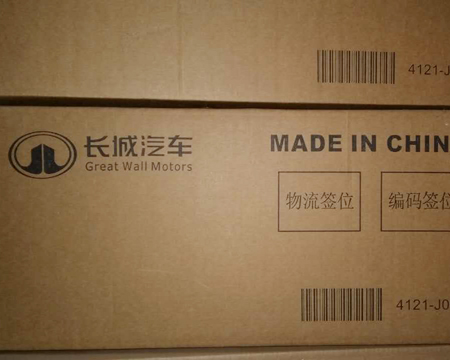 4121-J
长城汽车
Great Wall Motors
MADE IN CHIN
物流签位
编码签位
4121-J0